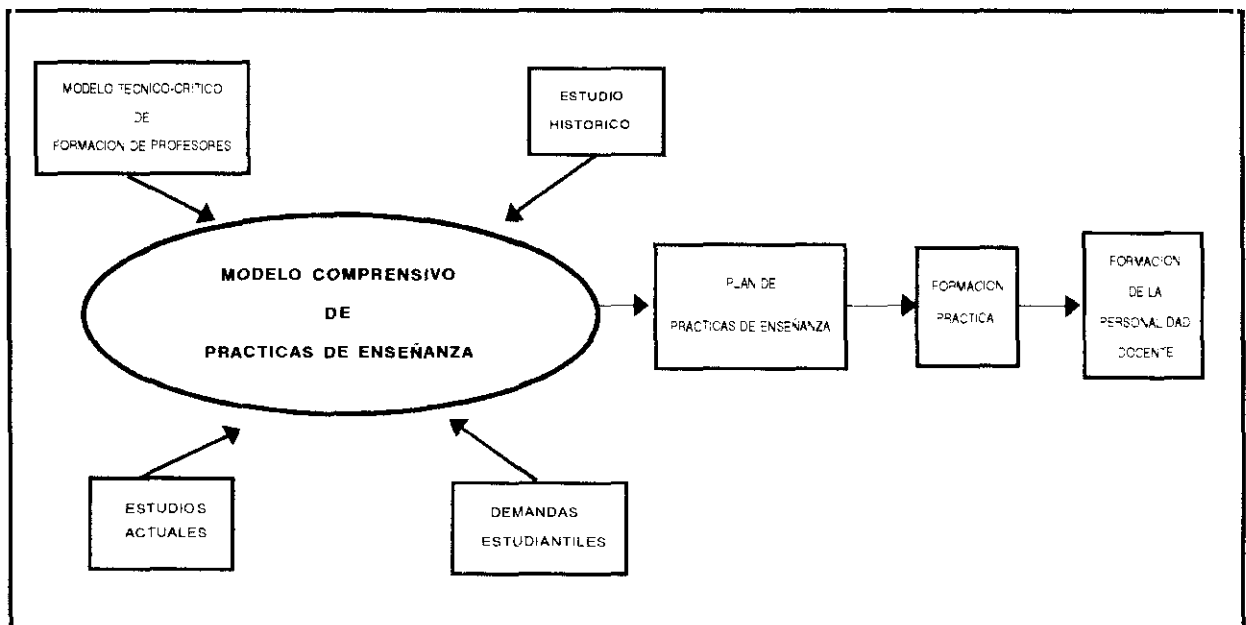 MODELO TECNICO-CRITICO
DE
FORMACION DE PROFESORES
ESTUDIO
HISTORICO
MODELO COMPRENSIVO
DE
PRACTICAS DE ENSEÑANZA
PLAN DE
PRACTICAS DE ENSEÑANZA
FORMACION
PRACTICA
FORMACION
DE LA
PERSONALIDAD
DOCENTE
ESTUDIOS
ACTUALES
DEMANDAS
ESTUDIANTILES